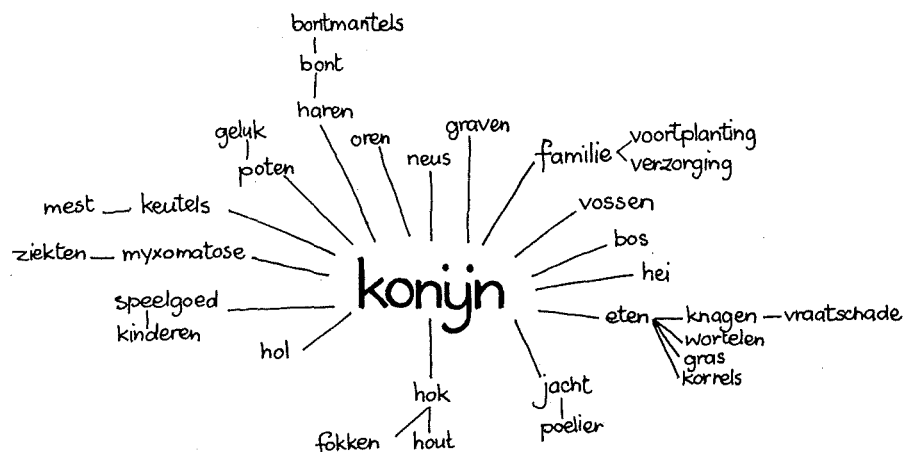 bontmantels
bont
haren
geluk
poten
oren
neus
graven
familie
voortplanting
verzorging
mest
keutels
vossen
bos
ziekten
myxomatose
hei
konijn
speelgoed
kinderen
eten
knagen
vraatschade
wortelen
gras
korrels
hol
hok
fokken
hout
jacht
poelier